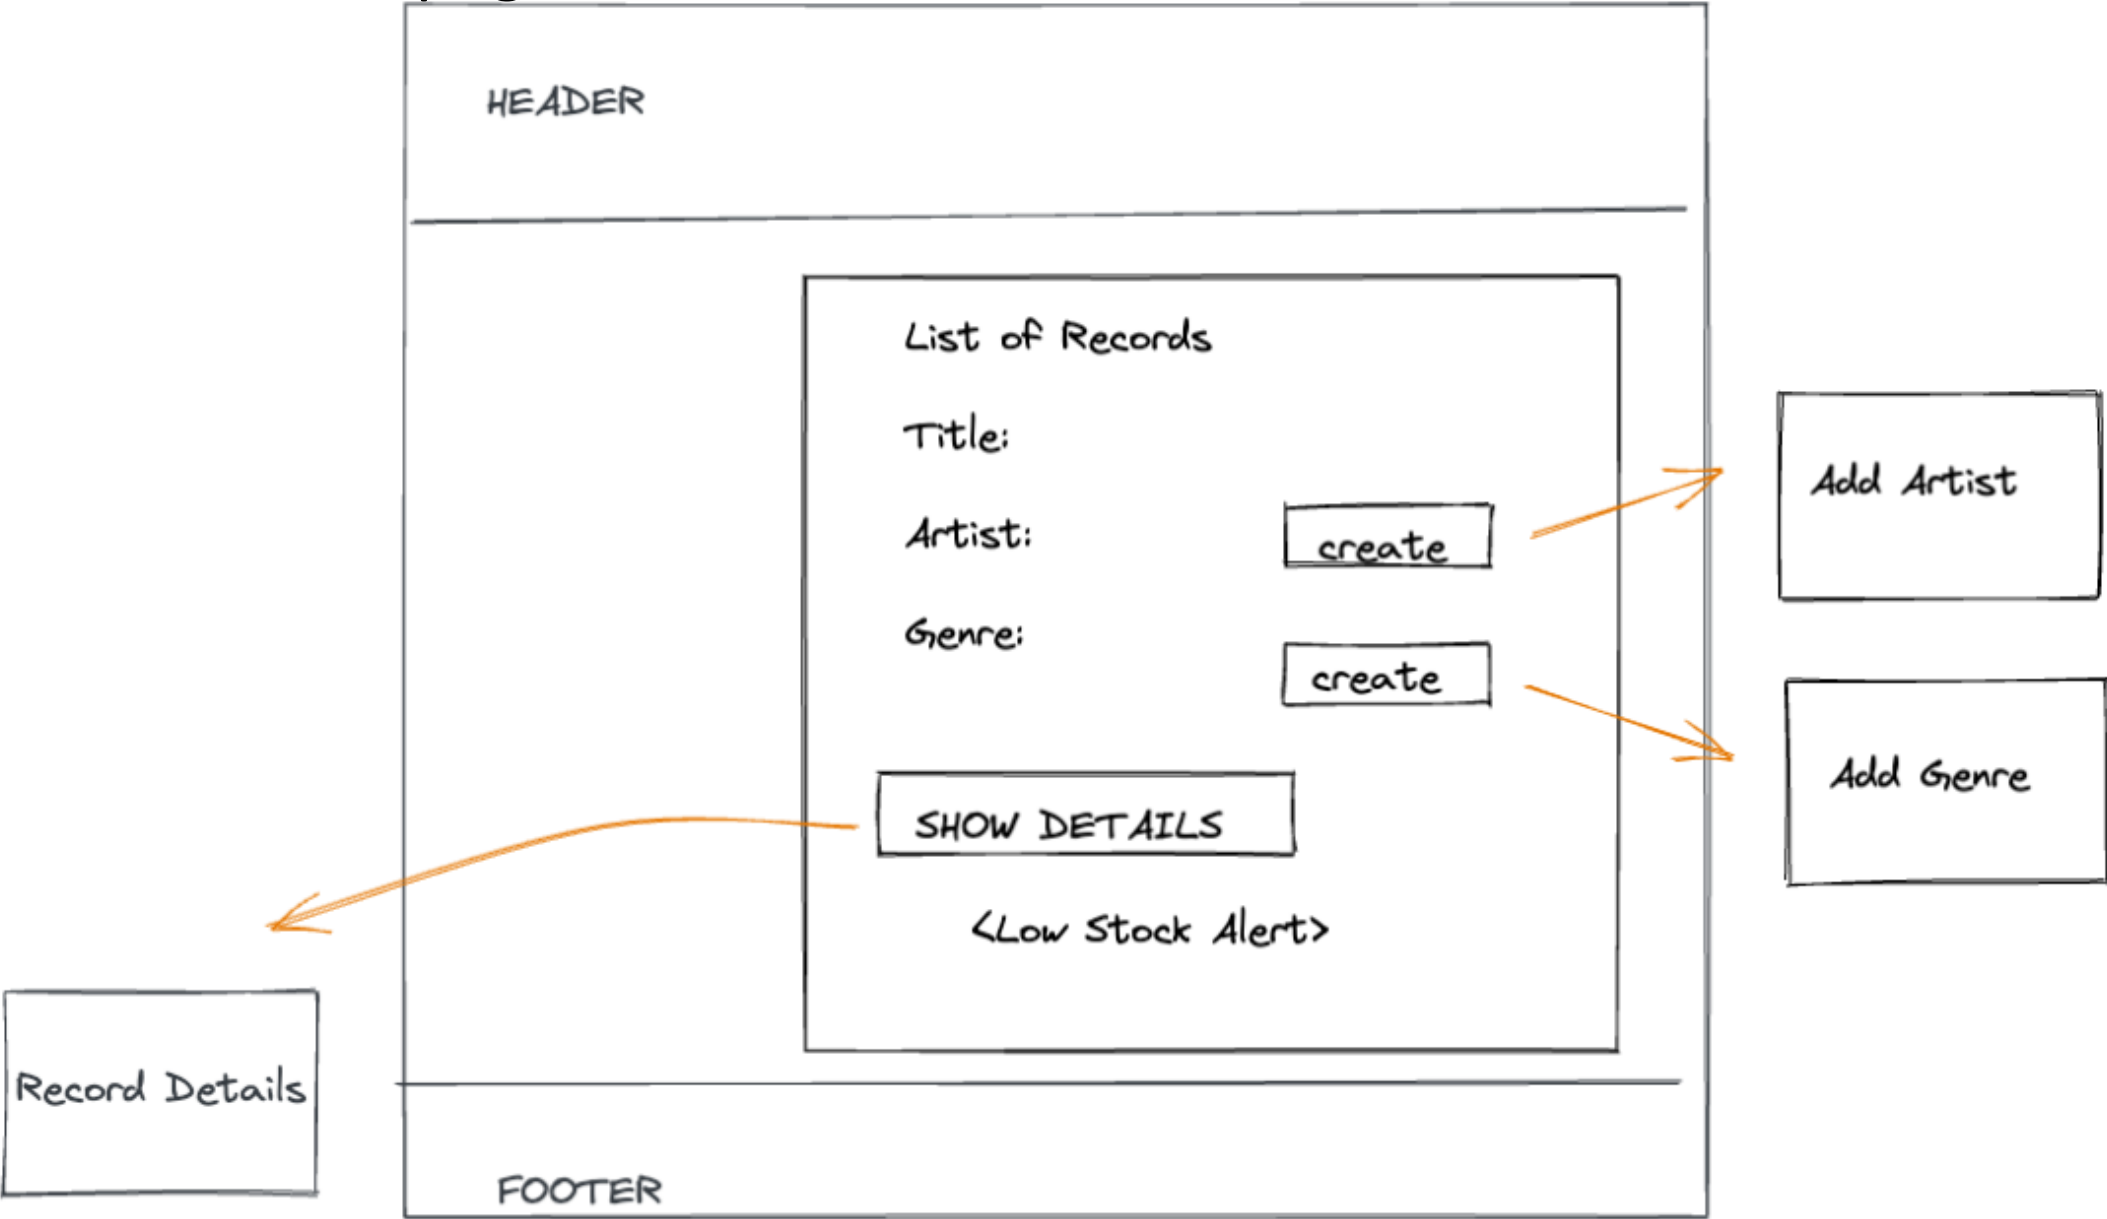 HEADER
List of Records
Title:
Artist:
create
Genre:
create
SHOW DETAILS
<Low Stock Alert>
Add Artist
Add Genre
Record Details
FOOTER